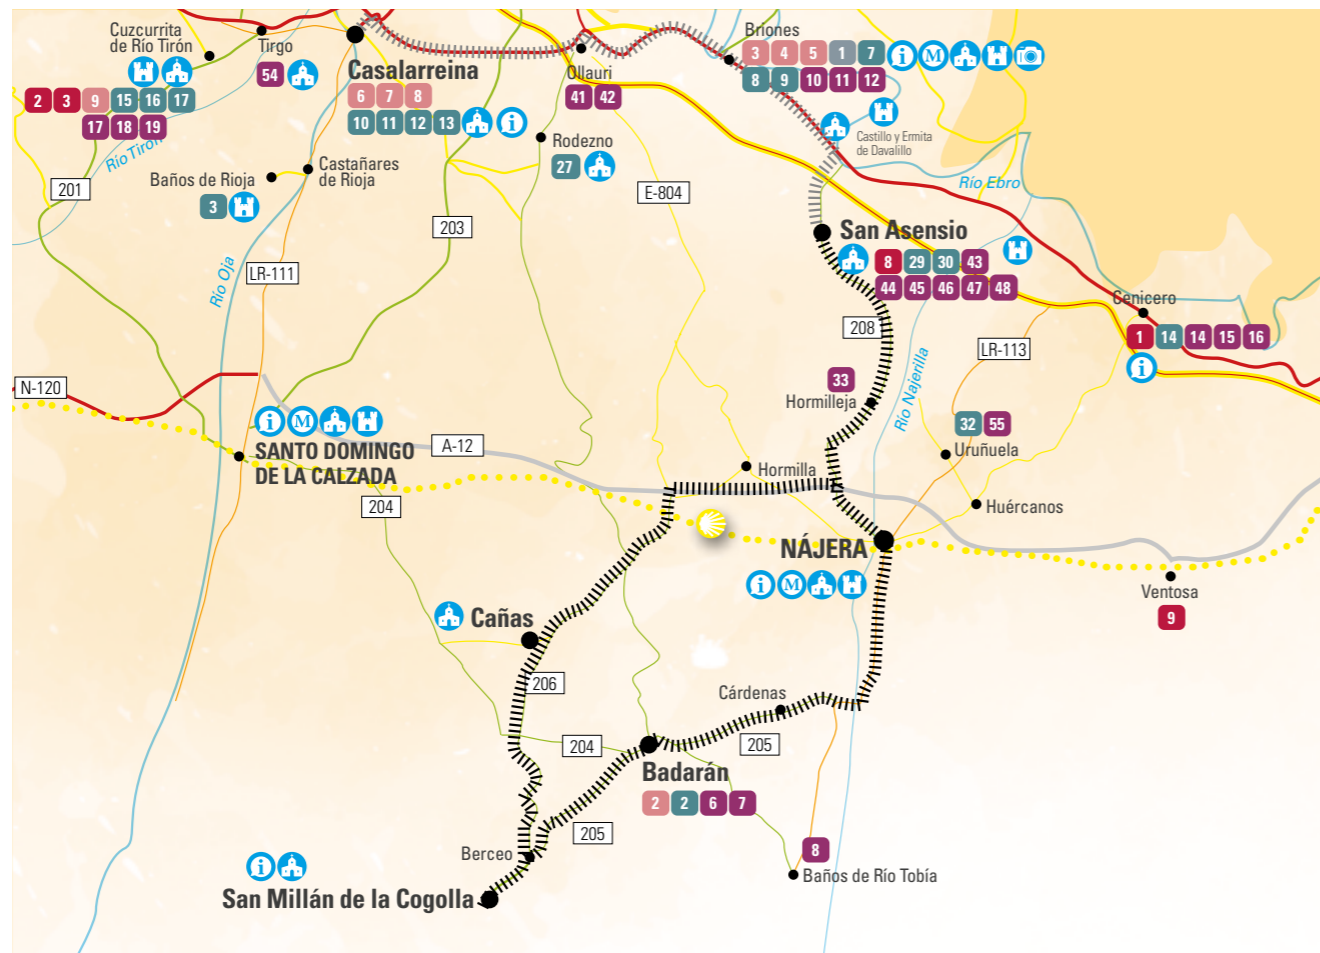 Cuzcurrita
de Río Tirón
Tirgo
54
2 3 9 15 16 17
17 18 19
Río Tirón
Casalarreina
6 7 8
10 11 12 13 i
Ollauri
41 42
Briones
3 4 5 1 7 i M
8 9 10 11 12
Castillo y Ermita
de Davalillo
Rodezno
27
Castañares
de Rioja
Baños de Rioja
3
201
203
E-804
Río Ebro
San Asensio
8 29 30 43
44 45 46 47 48
Río Oja
LR-111
208
Cenicero
1 14 14 15 16
i
LR-113
Río Najerilla
33
Hormilleja
N-120
i M
SANTO DOMINGO
DE LA CALZADA
A-12
32 55
Uruñuela
Hormilla
204
Huércanos
NÁJERA
i M
Ventosa
9
Cañas
206
Cárdenas
204
205
Badarán
2 2 6 7
205
Berceo
8
Baños de Río Tobía
i
San Millán de la Cogolla